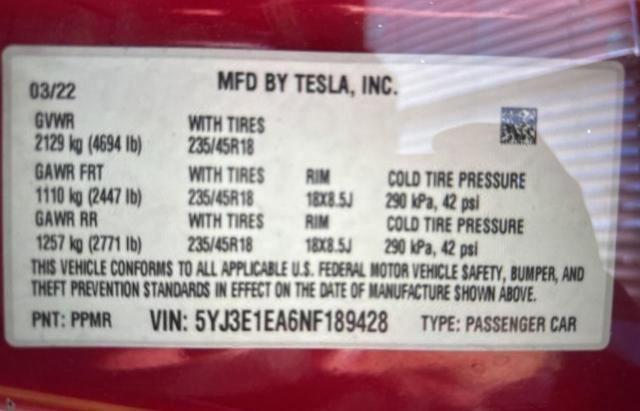 MFD BY TESLA, INC.
03/22
GVWR WITH TIRES
2129 kg (4694 lb) 235/45R18
GAWR FRT WITH TIRES RIM COLD TIRE PRESSURE
1110 kg (2447 lb) 235/45R18 18X8.5J 290 kPa, 42 psi
GAWR RR WITH TIRES RIM COLD TIRE PRESSURE
1257 kg (2771 lb) 235/45R18 18X8.5J 290 kPa, 42 psi
THIS VEHICLE CONFORMS TO ALL APPLICABLE U.S. FEDERAL MOTOR VEHICLE SAFETY, BUMPER, AND
THEFT PREVENTION STANDARDS IN EFFECT ON THE DATE OF MANUFACTURE SHOWN ABOVE.
PNT: PPMR VIN: 5YJ3E1EA6NF189428 TYPE: PASSENGER CAR